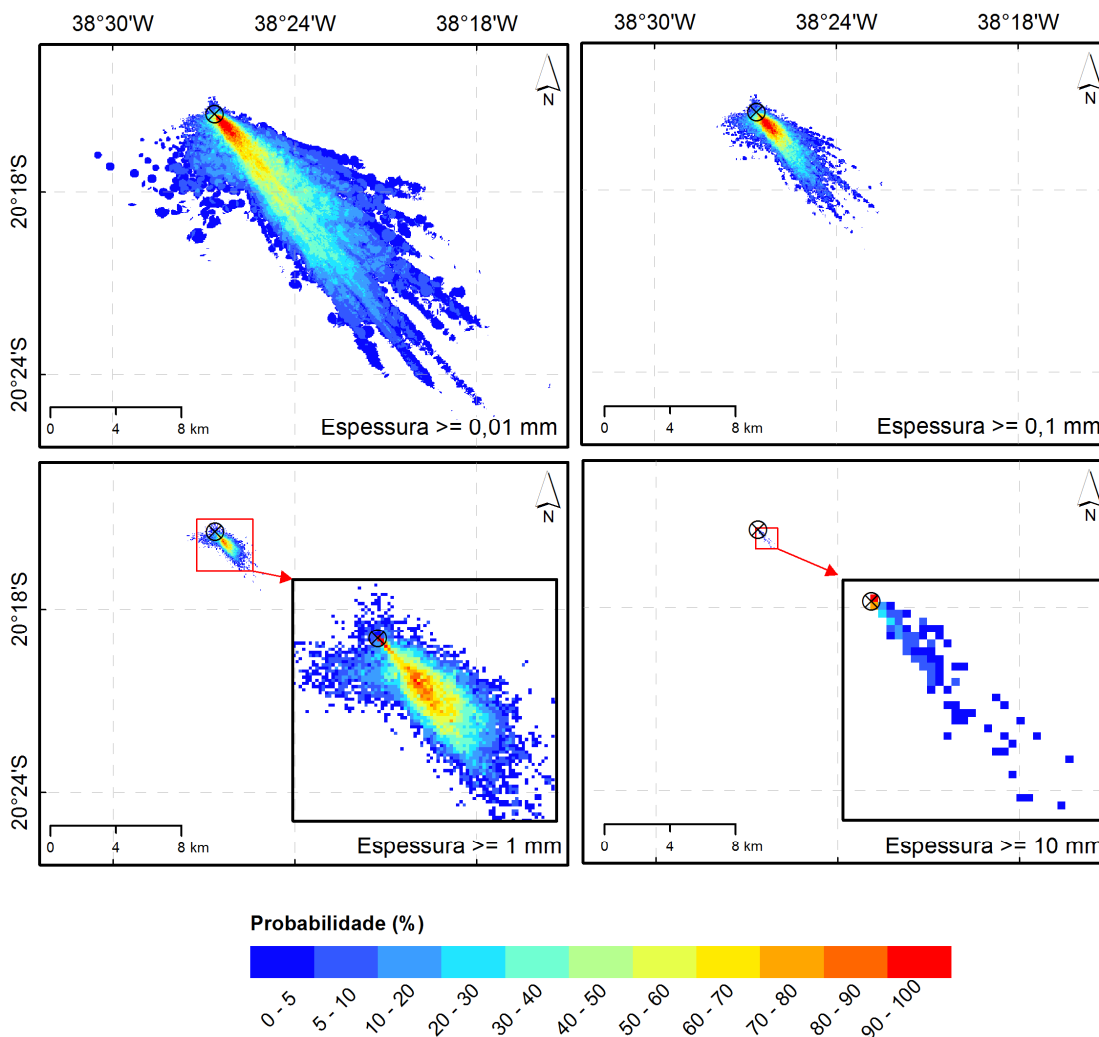 38°30'W 38°24'W 38°18'W 38°30'W 38°24'W 38°18'W
N
N
20°18'S
20°24'S
0 4 8 km
Espessura >= 0,01 mm
0 4 8 km
Espessura >= 0,1 mm
N
N
20°18'S
20°24'S
0 4 8 km
Espessura >= 1 mm
0 4 8 km
Espessura >= 10 mm
Probabilidade (%)
0 - 5
5 - 10
10 - 20
20 - 30
30 - 40
40 - 50
50 - 60
60 - 70
70 - 80
80 - 90
90 - 100